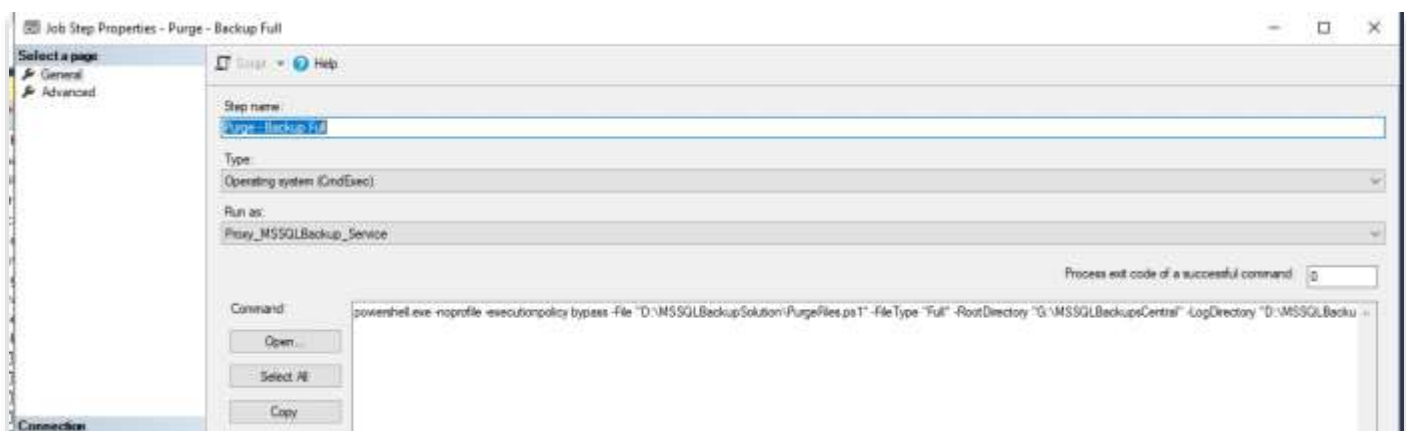 Job Step Properties - Purge - Backup Full
Select a page
General
Advanced
Script
Help
Step name:
Purge - Backup Full
Type:
Operating system (CmdExec)
Run as:
Proxy_MSSQLBackup_Service
Process exit code of a successful command:
0
Command:
powershell.exe -noprofile -executionpolicy bypass -File "D:\MSSQLBackupSolution\PurgeFiles.ps1" -FileType "Full" -RootDirectory "G:\MSSQLBackupsCentral" -LogDirectory "D:\MSSQLBacku
Open...
Select All
Copy
Connection